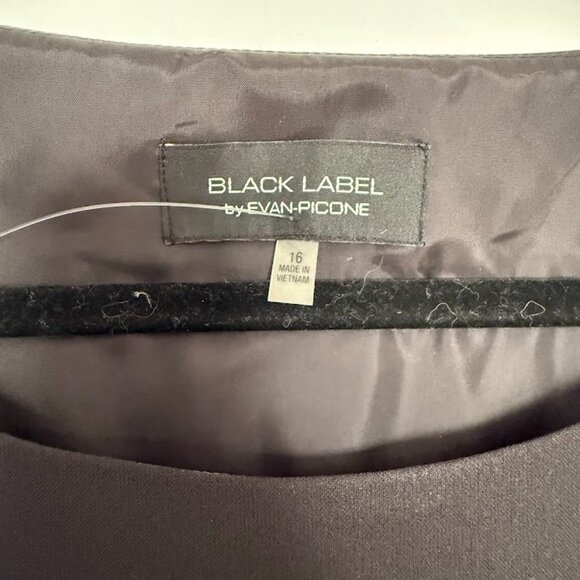 BLACK LABEL
by EVAN-PICONE
16
MADE IN
VIETNAM